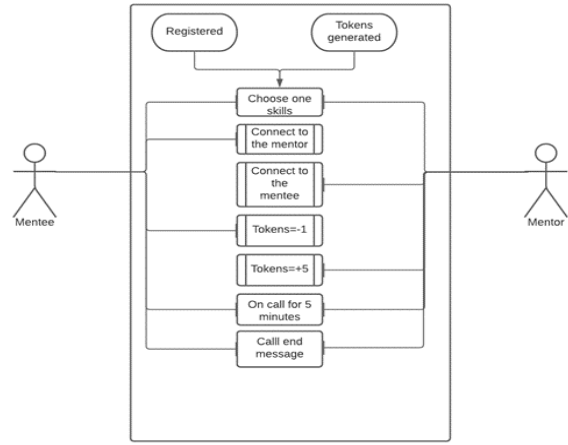 Registered
Tokens
generated
Choose one
skills
Connect to
the mentor
Connect to
the
mentee
Mentee
Mentor
Tokens=-1
Tokens=+5
On call for 5
minutes
Calll end
message